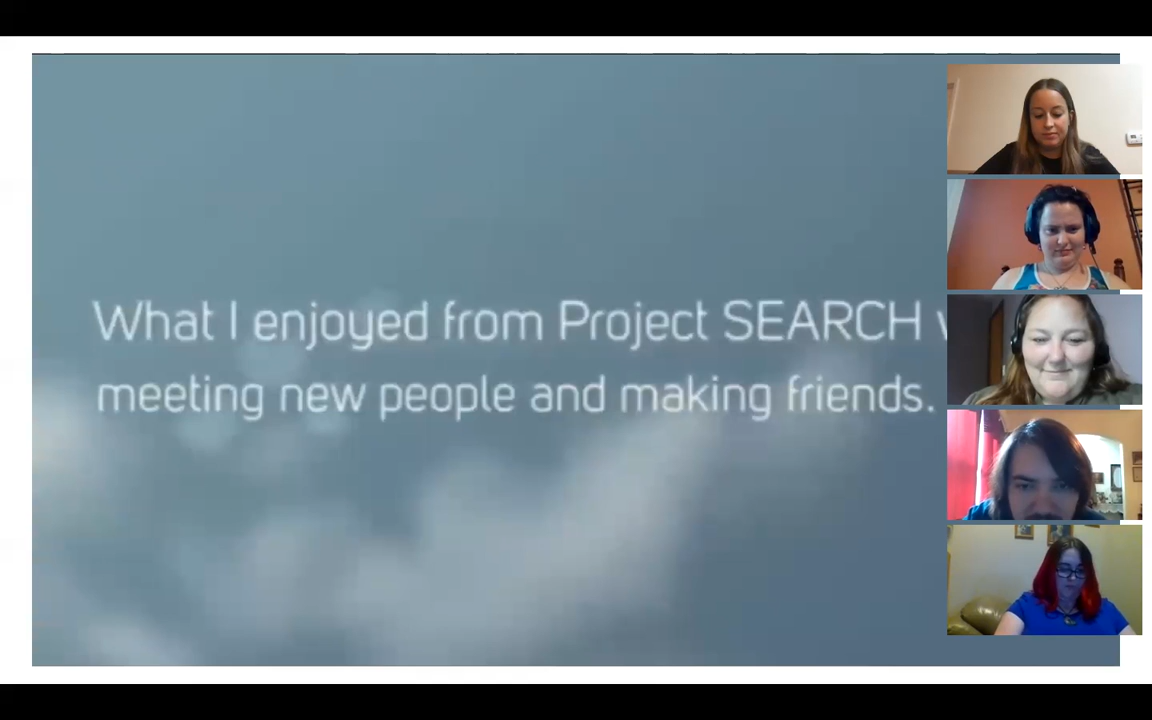 What I enjoyed from Project SEARCH
meeting new people and making friends.